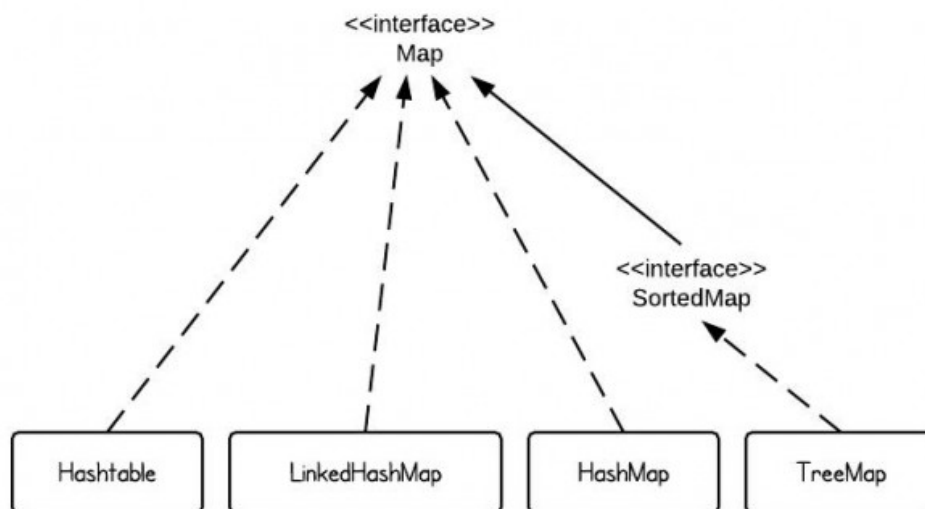 <<interface>>
Map
<<interface>>
SortedMap
Hashtable
LinkedHashMap
HashMap
TreeMap